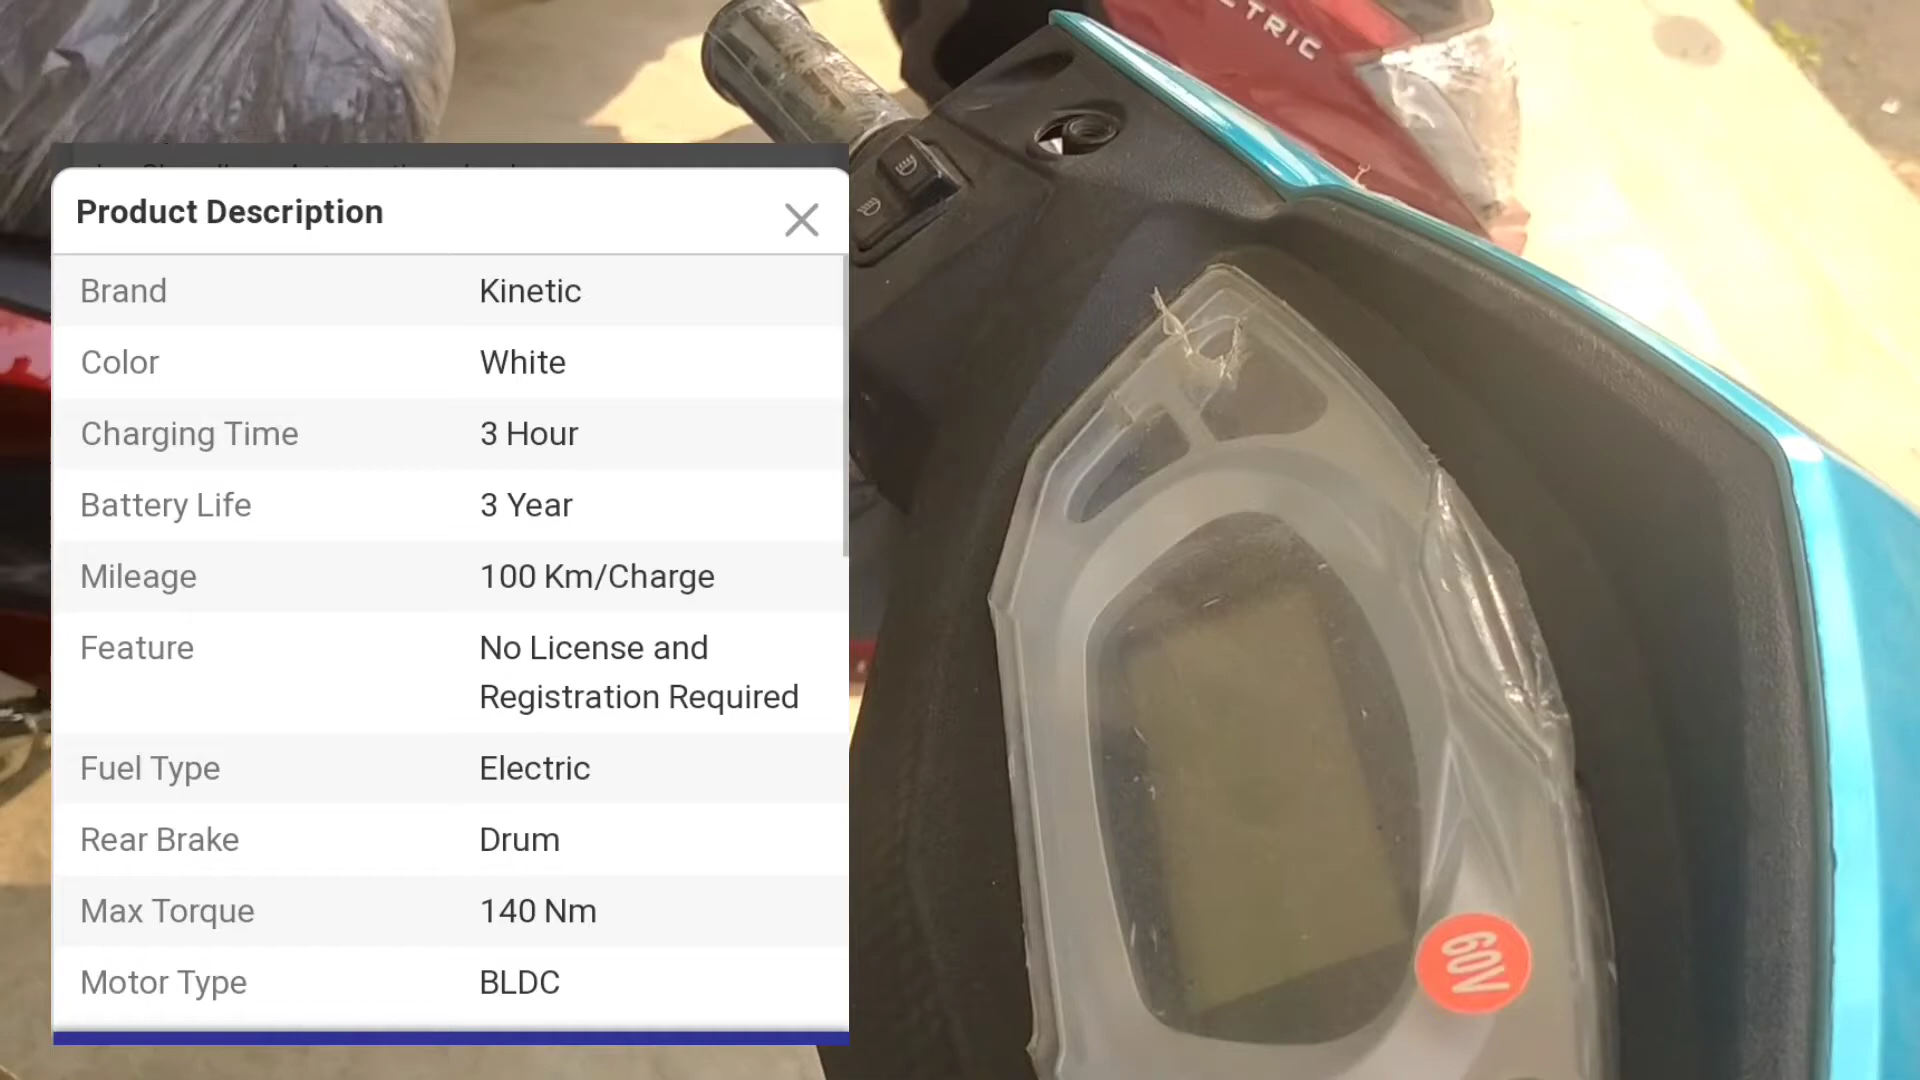 TRIC
Product Description
Brand Kinetic
Color White
Charging Time 3 Hour
Battery Life 3 Year
Mileage 100 Km/Charge
Feature No License and
Registration Required
Fuel Type Electric
Rear Brake Drum
Max Torque 140 Nm
Motor Type BLDC
60V